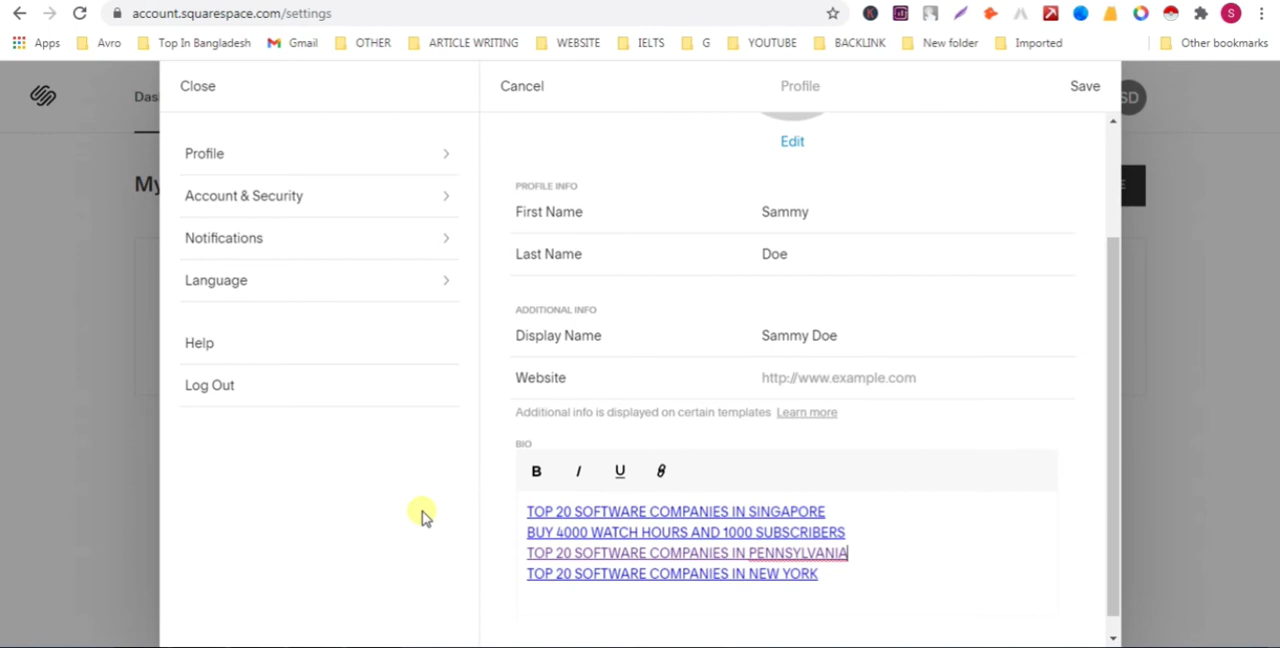 account.squarespace.com/settings
S
Apps Avro Top In Bangladesh Gmail OTHER ARTICLE WRITING WEBSITE IELTS G YOUTUBE BACKLINK New folder Imported Other bookmarks
Close Cancel Profile Save
Das SD
Edit
Profile
My
PROFILE INFO
Account & Security
First Name Sammy
Notifications
Last Name Doe
Language
ADDITIONAL INFO
Display Name Sammy Doe
Help
Website http://www.example.com
Log Out
Additional info is displayed on certain templates Learn more
BIO
B I U
TOP 20 SOFTWARE COMPANIES IN SINGAPORE
BUY 4000 WATCH HOURS AND 1000 SUBSCRIBERS
TOP 20 SOFTWARE COMPANIES IN PENNSYLVANIA
TOP 20 SOFTWARE COMPANIES IN NEW YORK